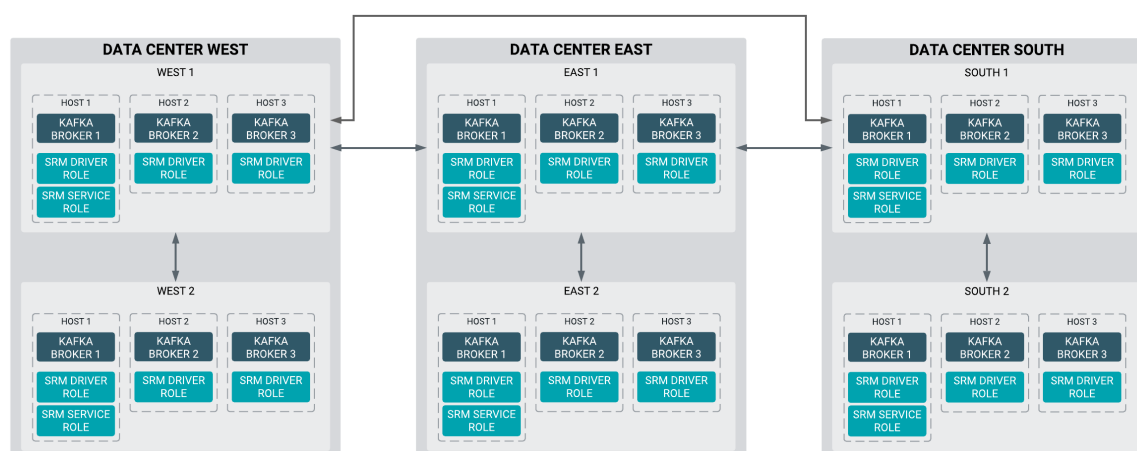 DATA CENTER WEST
WEST 1
HOST 1
KAFKA
BROKER 1
SRM DRIVER
ROLE
SRM SERVICE
ROLE
HOST 2
KAFKA
BROKER 2
SRM DRIVER
ROLE
HOST 3
KAFKA
BROKER 3
SRM DRIVER
ROLE
WEST 2
HOST 1
KAFKA
BROKER 1
SRM DRIVER
ROLE
SRM SERVICE
ROLE
HOST 2
KAFKA
BROKER 2
SRM DRIVER
ROLE
HOST 3
KAFKA
BROKER 3
SRM DRIVER
ROLE
DATA CENTER EAST
EAST 1
HOST 1
KAFKA
BROKER 1
SRM DRIVER
ROLE
SRM SERVICE
ROLE
HOST 2
KAFKA
BROKER 2
SRM DRIVER
ROLE
HOST 3
KAFKA
BROKER 3
SRM DRIVER
ROLE
EAST 2
HOST 1
KAFKA
BROKER 1
SRM DRIVER
ROLE
SRM SERVICE
ROLE
HOST 2
KAFKA
BROKER 2
SRM DRIVER
ROLE
HOST 3
KAFKA
BROKER 3
SRM DRIVER
ROLE
DATA CENTER SOUTH
SOUTH 1
HOST 1
KAFKA
BROKER 1
SRM DRIVER
ROLE
SRM SERVICE
ROLE
HOST 2
KAFKA
BROKER 2
SRM DRIVER
ROLE
HOST 3
KAFKA
BROKER 3
SRM DRIVER
ROLE
SOUTH 2
HOST 1
KAFKA
BROKER 1
SRM DRIVER
ROLE
SRM SERVICE
ROLE
HOST 2
KAFKA
BROKER 2
SRM DRIVER
ROLE
HOST 3
KAFKA
BROKER 3
SRM DRIVER
ROLE